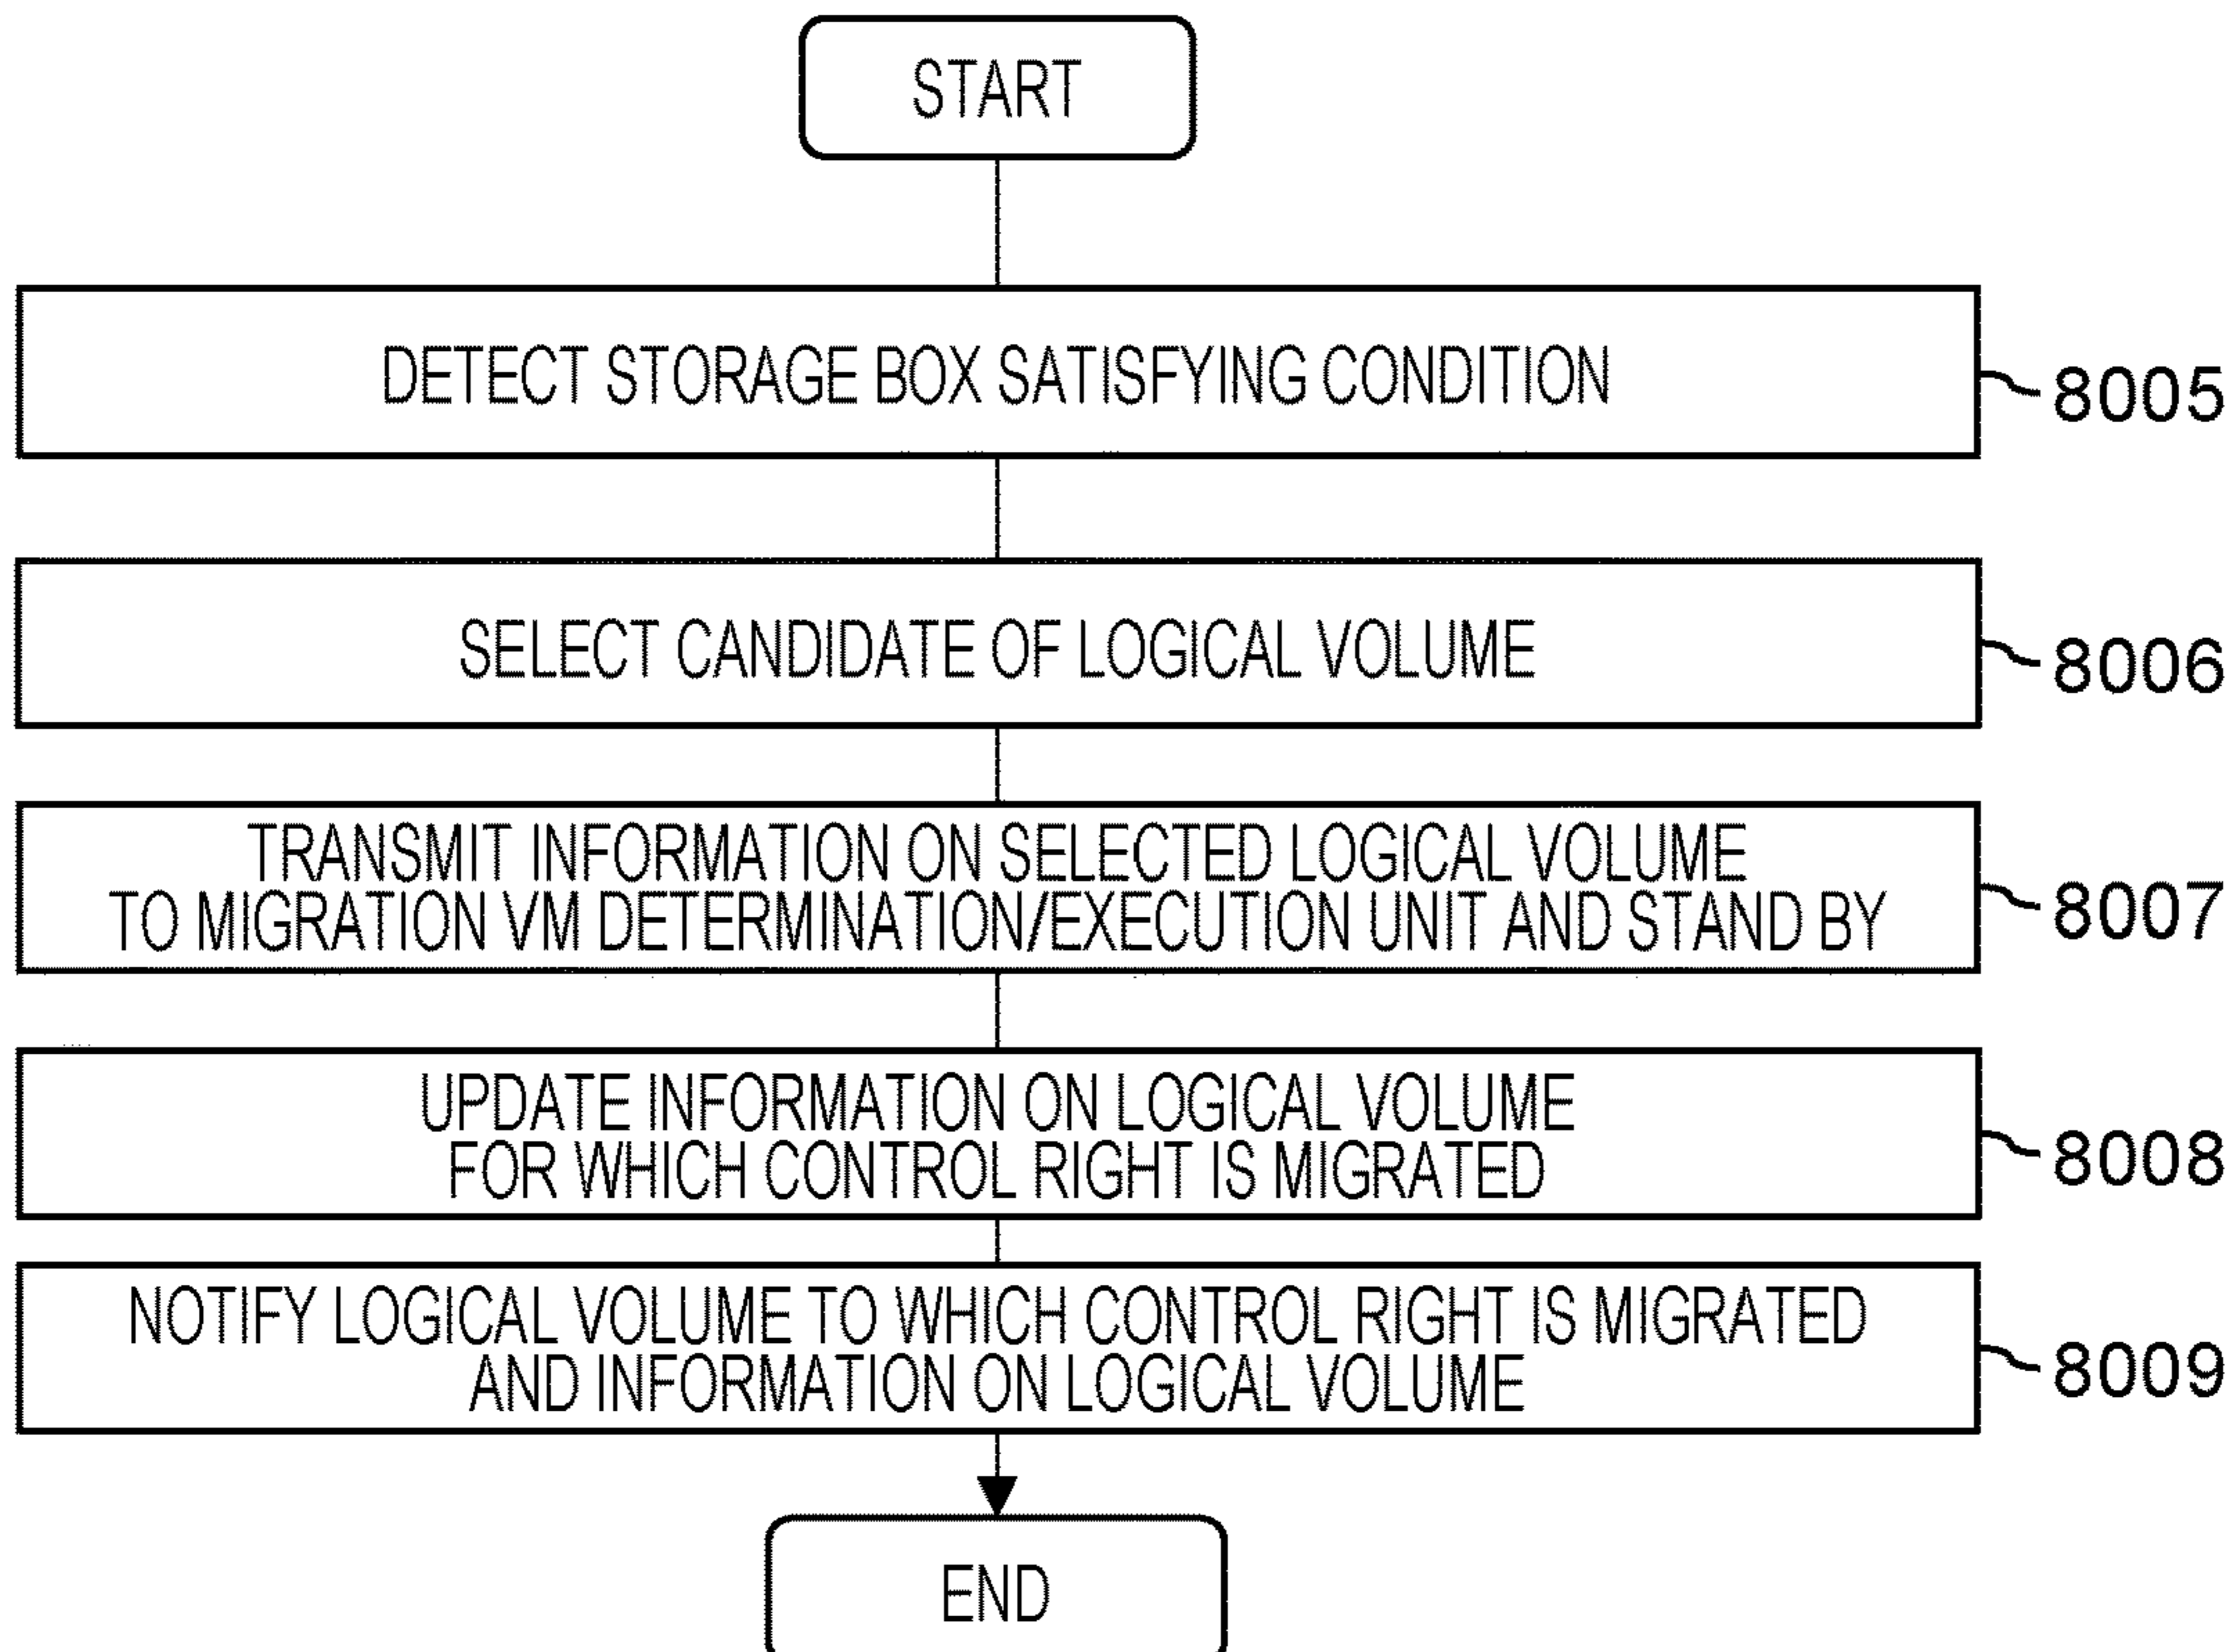 START
DETECT STORAGE BOX SATISFYING CONDITION
8005
SELECT CANDIDATE OF LOGICAL VOLUME
8006
TRANSMIT INFORMATION ON SELECTED LOGICAL VOLUME
TO MIGRATION VM DETERMINATION/EXECUTION UNIT AND STAND BY
8007
UPDATE INFORMATION ON LOGICAL VOLUME
FOR WHICH CONTROL RIGHT IS MIGRATED
8008
NOTIFY LOGICAL VOLUME TO WHICH CONTROL RIGHT IS MIGRATED
AND INFORMATION ON LOGICAL VOLUME
8009
END